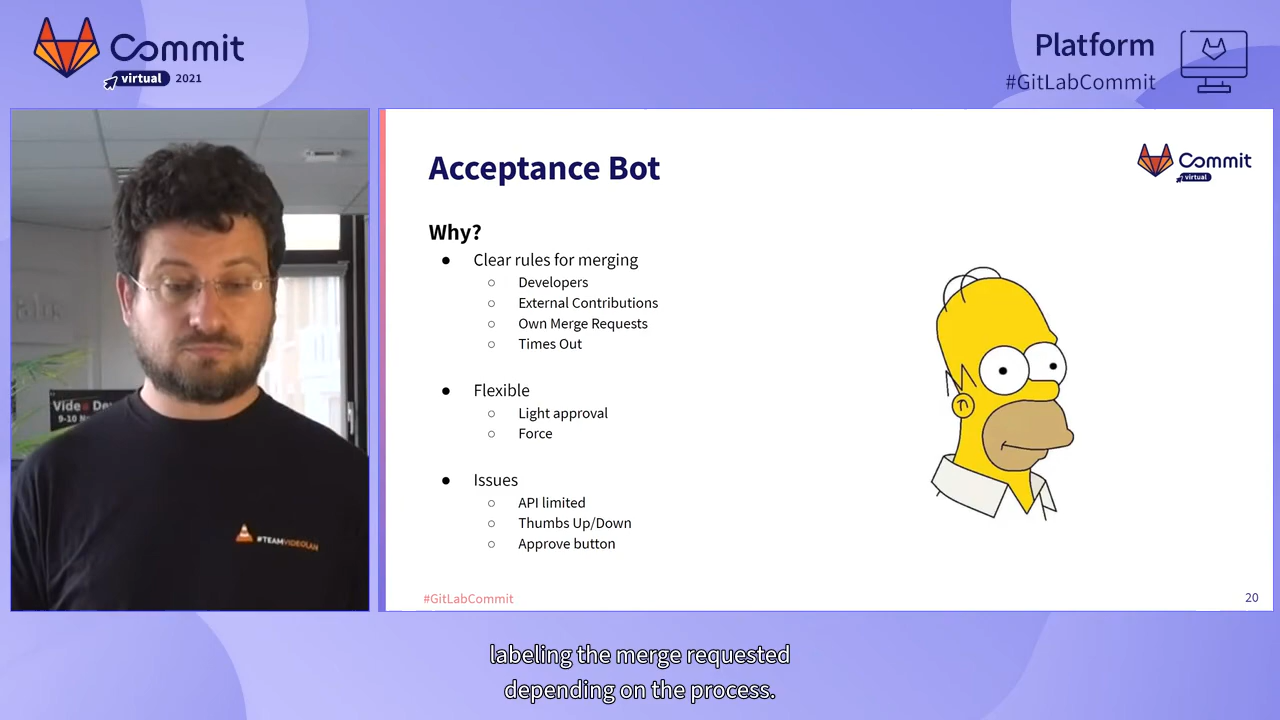 Commit
virtual 2021
Platform
#GitLabCommit
Acceptance Bot
Commit
virtual
Why?
● Clear rules for merging
○ Developers
○ External Contributions
○ Own Merge Requests
○ Times Out
● Flexible
○ Light approval
○ Force
● Issues
○ API limited
○ Thumbs Up/Down
○ Approve button
9-10
#TEAMVIDEOLAN
#GitLabCommit
20
labeling the merge requested
depending on the process.